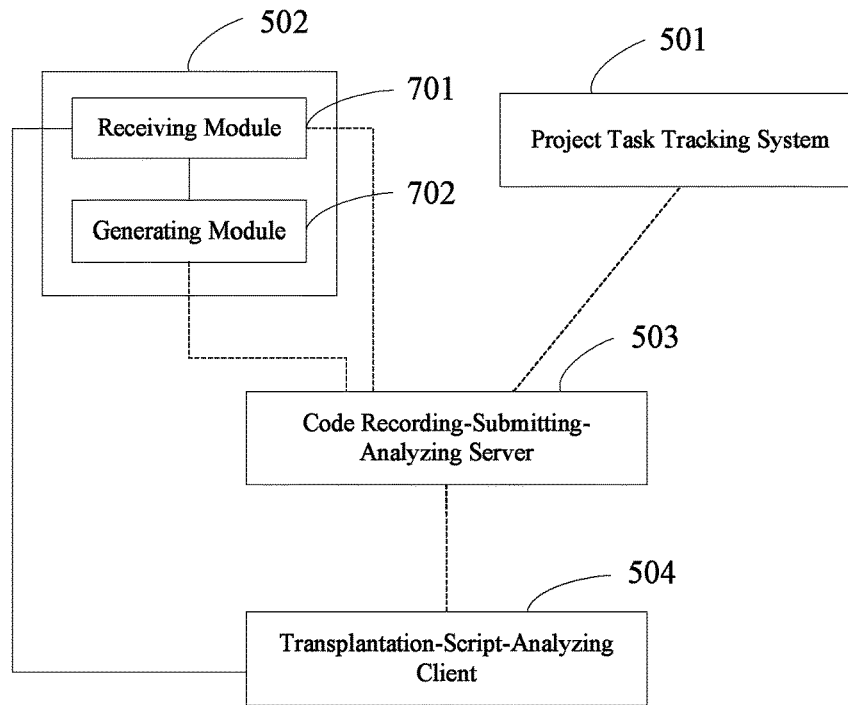 502
501
701
Receiving Module
Project Task Tracking System
702
Generating Module
503
Code Recording-Submitting-
Analyzing Server
504
Transplantation-Script-Analyzing
Client